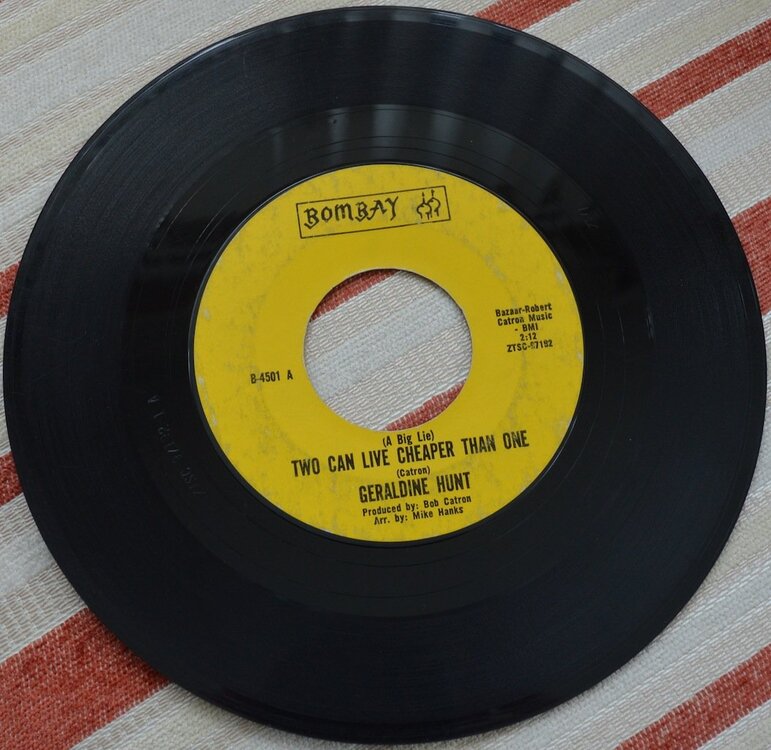 BOMBAY
Bazaar-Robert
Catron Music
- BMI
2:12
ZTSC-97192
B-4501 A
(A Big Lie)
TWO CAN LIVE CHEAPER THAN ONE
(Catron)
GERALDINE HUNT
Produced by: Bob Catron
Arr. by: Mike Hanks